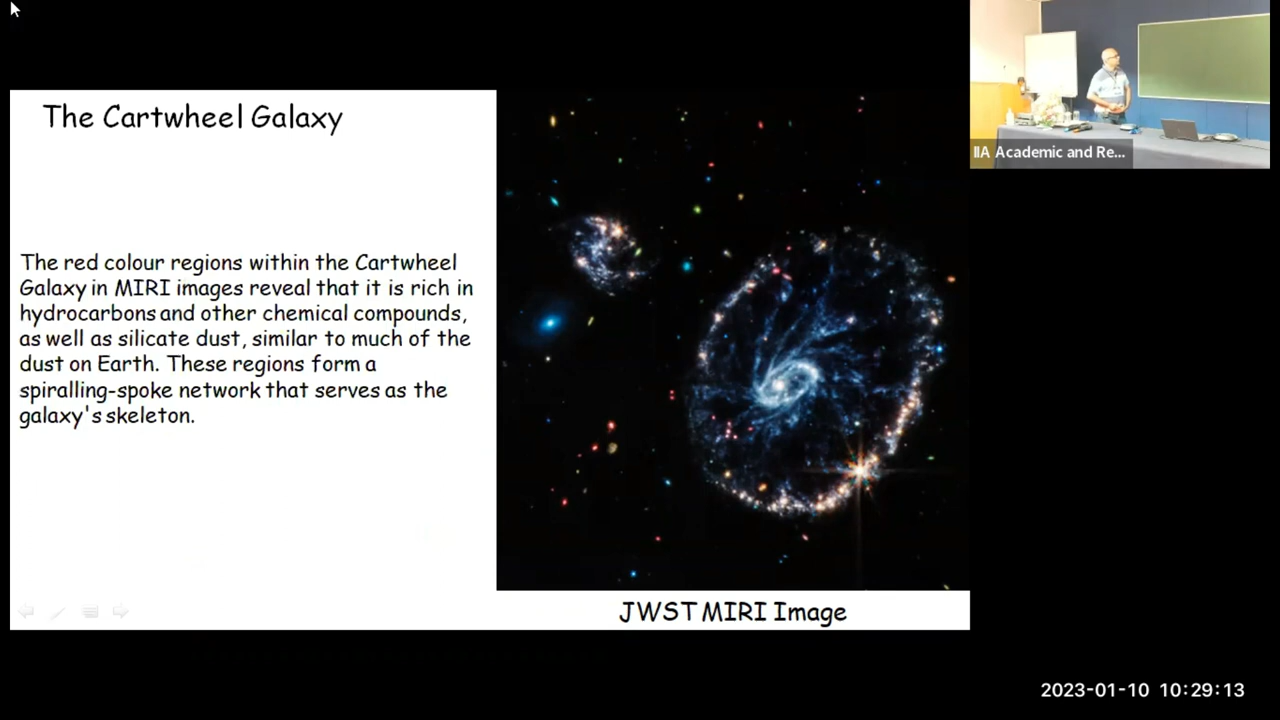 The Cartwheel Galaxy
The red colour regions within the Cartwheel
Galaxy in MIRI images reveal that it is rich in
hydrocarbons and other chemical compounds,
as well as silicate dust, similar to much of the
dust on Earth. These regions form a
spiralling-spoke network that serves as the
galaxy's skeleton.
JWST MIRI Image
IIA Academic and Re...
2023-01-10 10:29:13